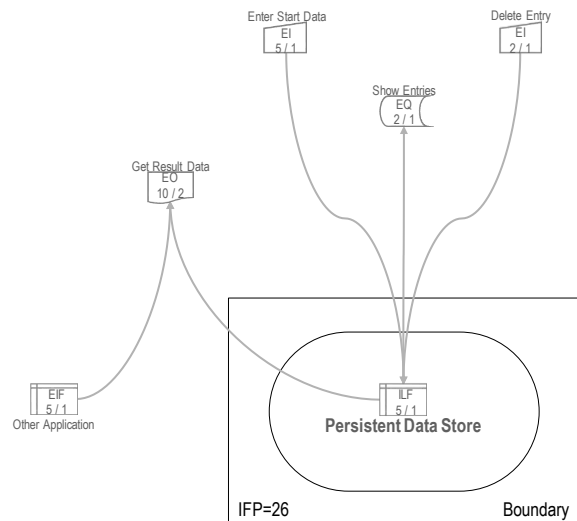 Enter Start Data
EI
5 / 1
Delete Entry
EI
2 / 1
Show Entries
EQ
2 / 1
Get Result Data
EO
10 / 2
EIF
5 / 1
Other Application
ILF
5 / 1
Persistent Data Store
IFP=26
Boundary